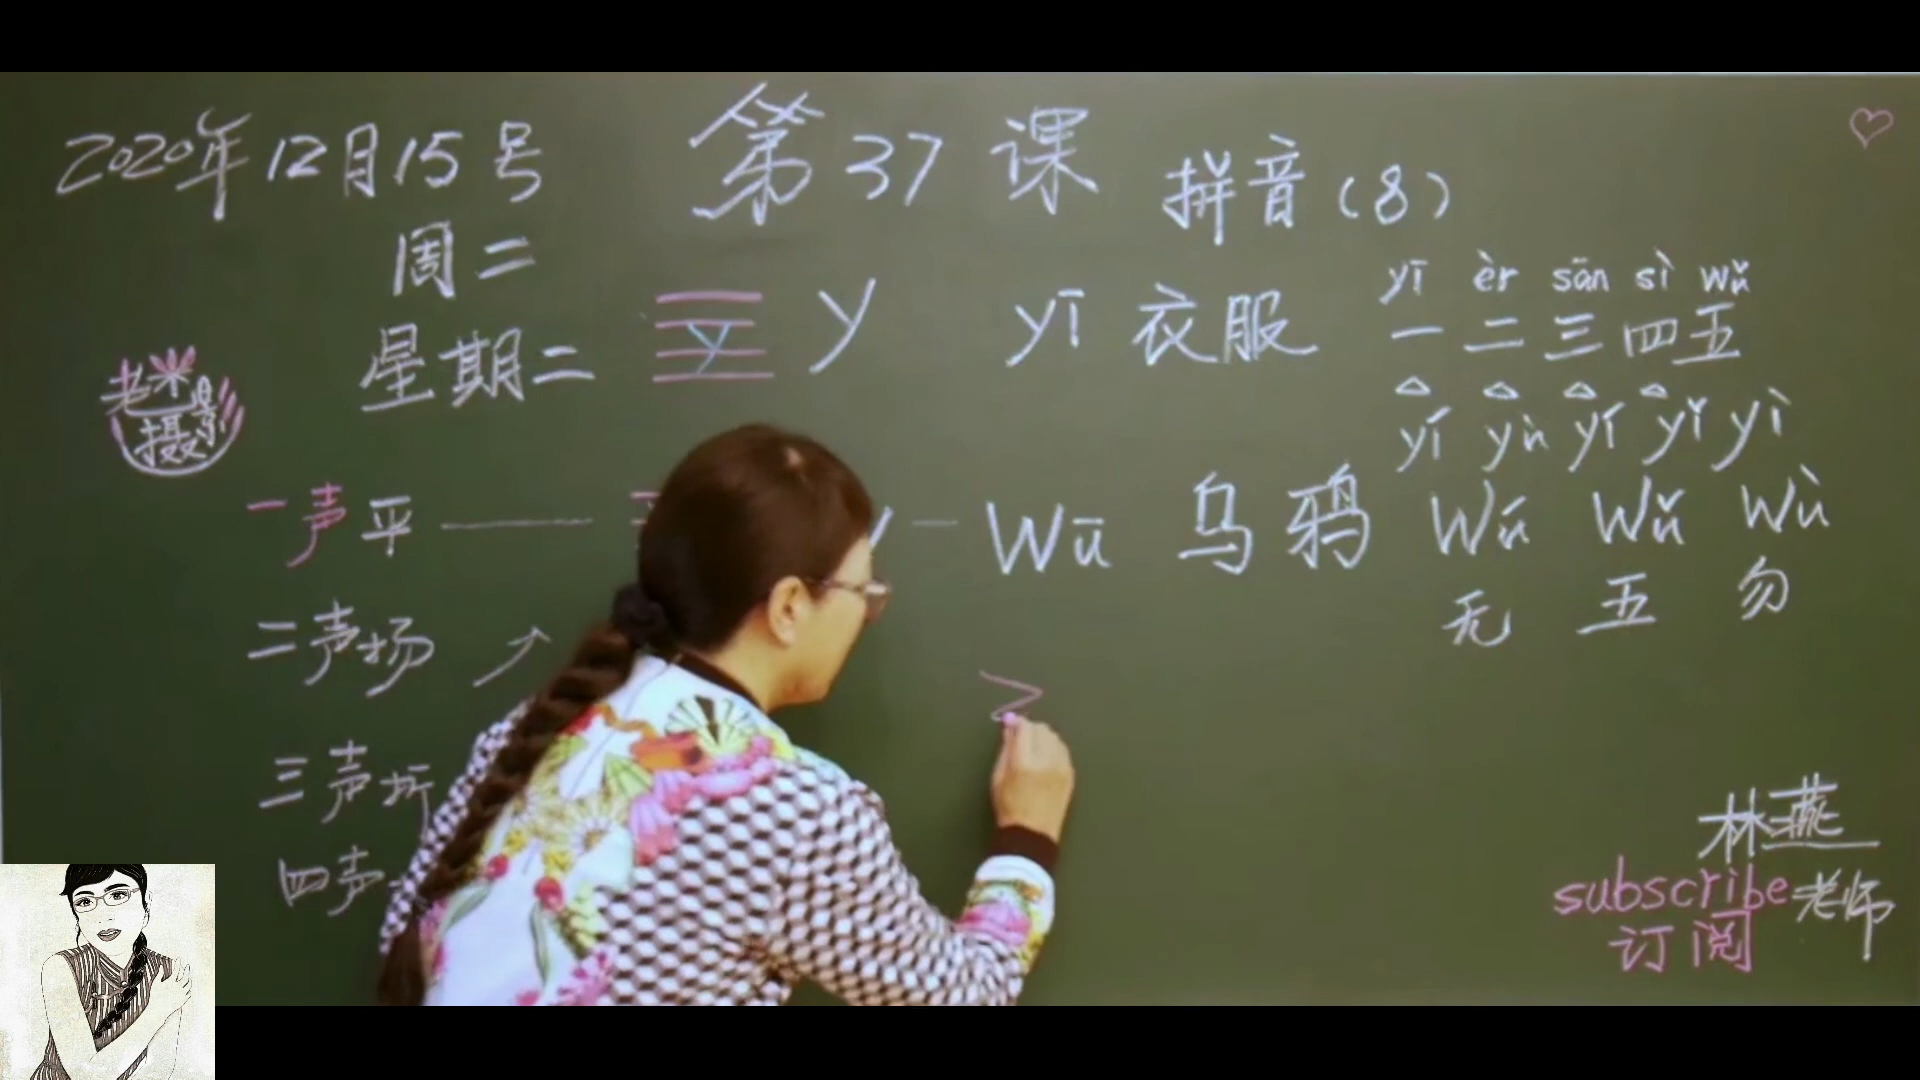 2020年12月15号 第37课 拼音(8)
周二
星期二
y y yī 衣服
yī èr sān sì wǔ
一二三四五
yí yì yí yǐ yì
老米
摄影
一声平 — wū 乌鸦 wú wǔ wù
无 五 勿
二声扬
三声折
四声
林燕
老师
subscribe
订阅